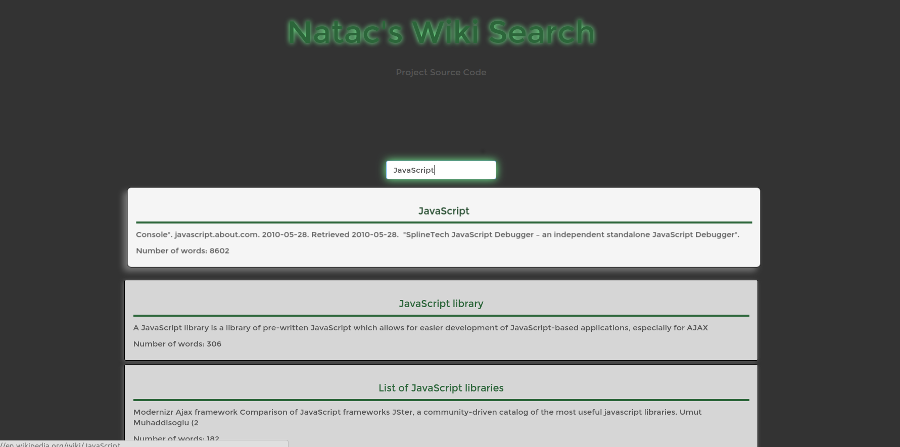 Natac's Wiki Search
Project Source Code
JavaScript
JavaScript
Console". javascript.about.com. 2010-05-28. Retrieved 2010-05-28. "SplineTech JavaScript Debugger – an independent standalone JavaScript Debugger".
Number of words: 8602
JavaScript library
A JavaScript library is a library of pre-written JavaScript which allows for easier development of JavaScript-based applications, especially for AJAX
Number of words: 306
List of JavaScript libraries
Modernizr Ajax framework Comparison of JavaScript frameworks JSter, a community-driven catalog of the most useful javascript libraries. Umut
Muhaddisoglu (2
Number of words: 182
//en.wikipedia.org/wiki/JavaScript